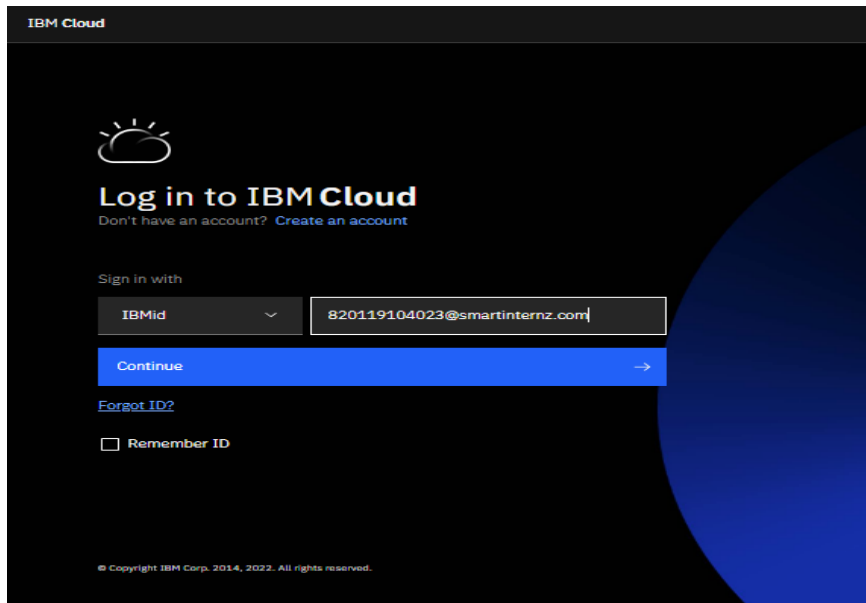 IBM Cloud
Log in to IBM Cloud
Don't have an account? Create an account
Sign in with
IBMid
820119104023@smartinternz.com
Continue
Forgot ID?
Remember ID
© Copyright IBM Corp. 2014, 2022. All rights reserved.